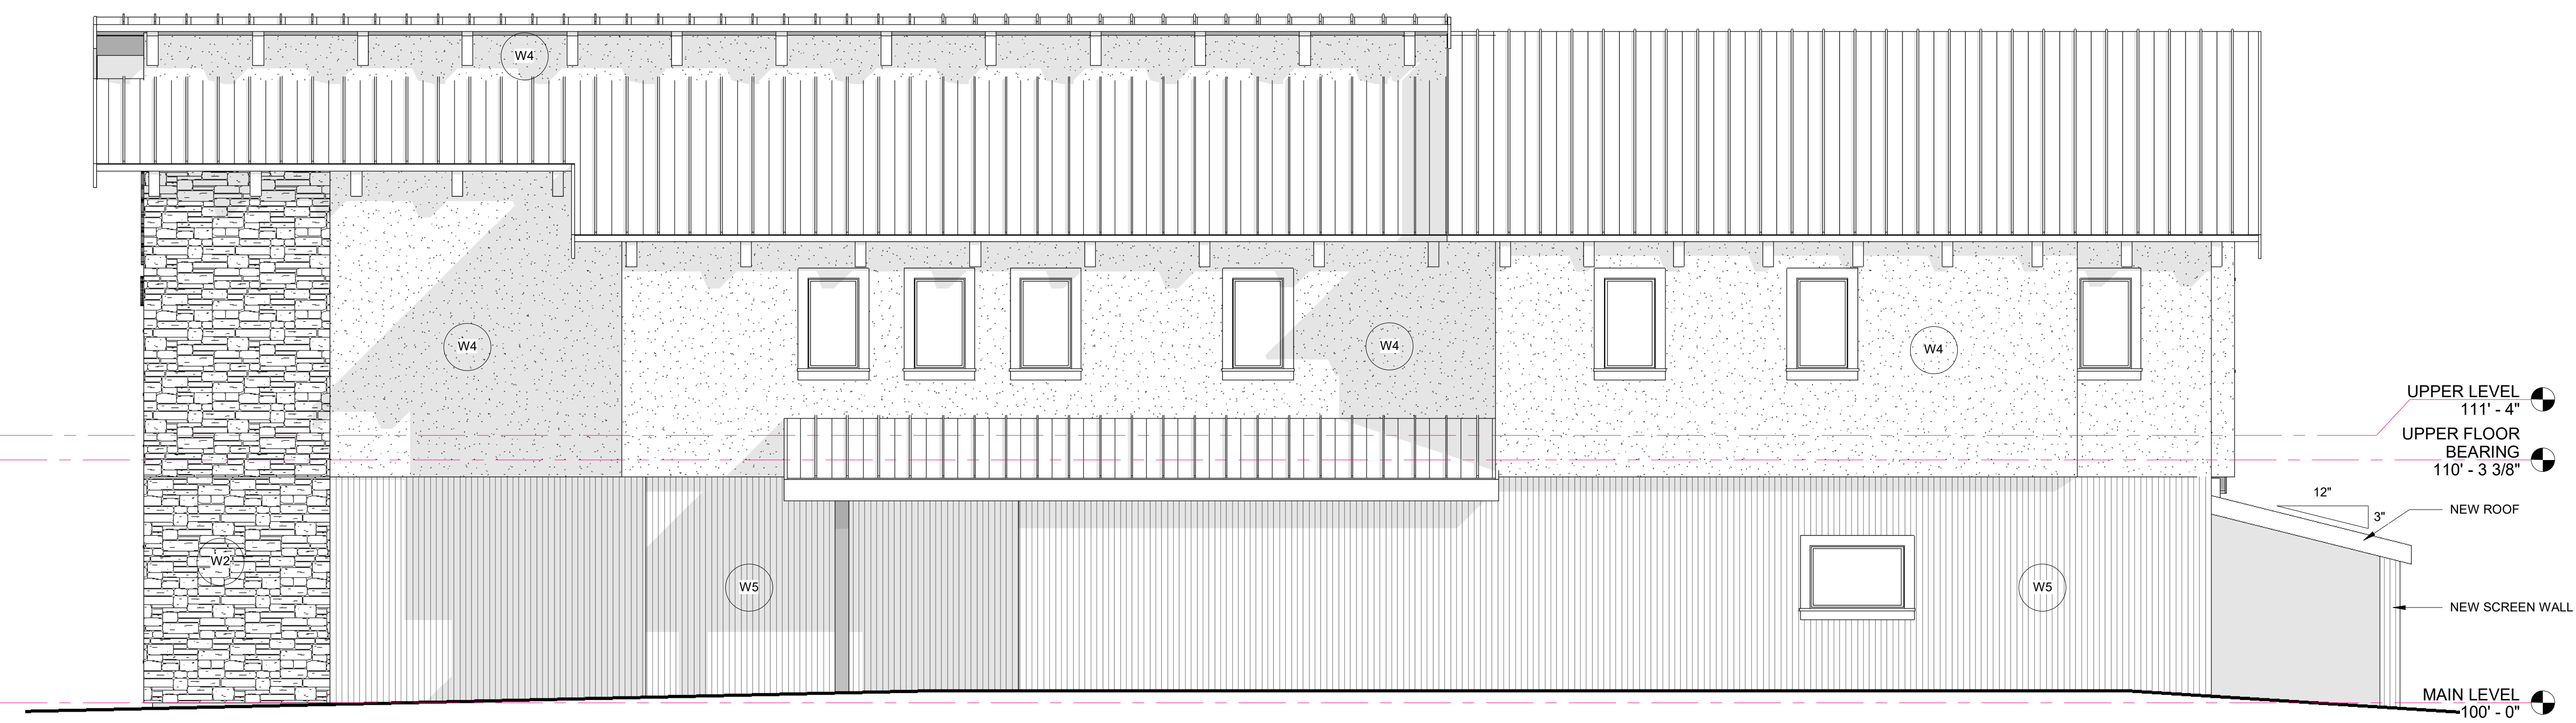 W4
W4
W4
W4
UPPER LEVEL
111' - 4"
UPPER FLOOR
BEARING
110' - 3 3/8"
12"
3"
NEW ROOF
W2
W5
W5
NEW SCREEN WALL
MAIN LEVEL
100' - 0"